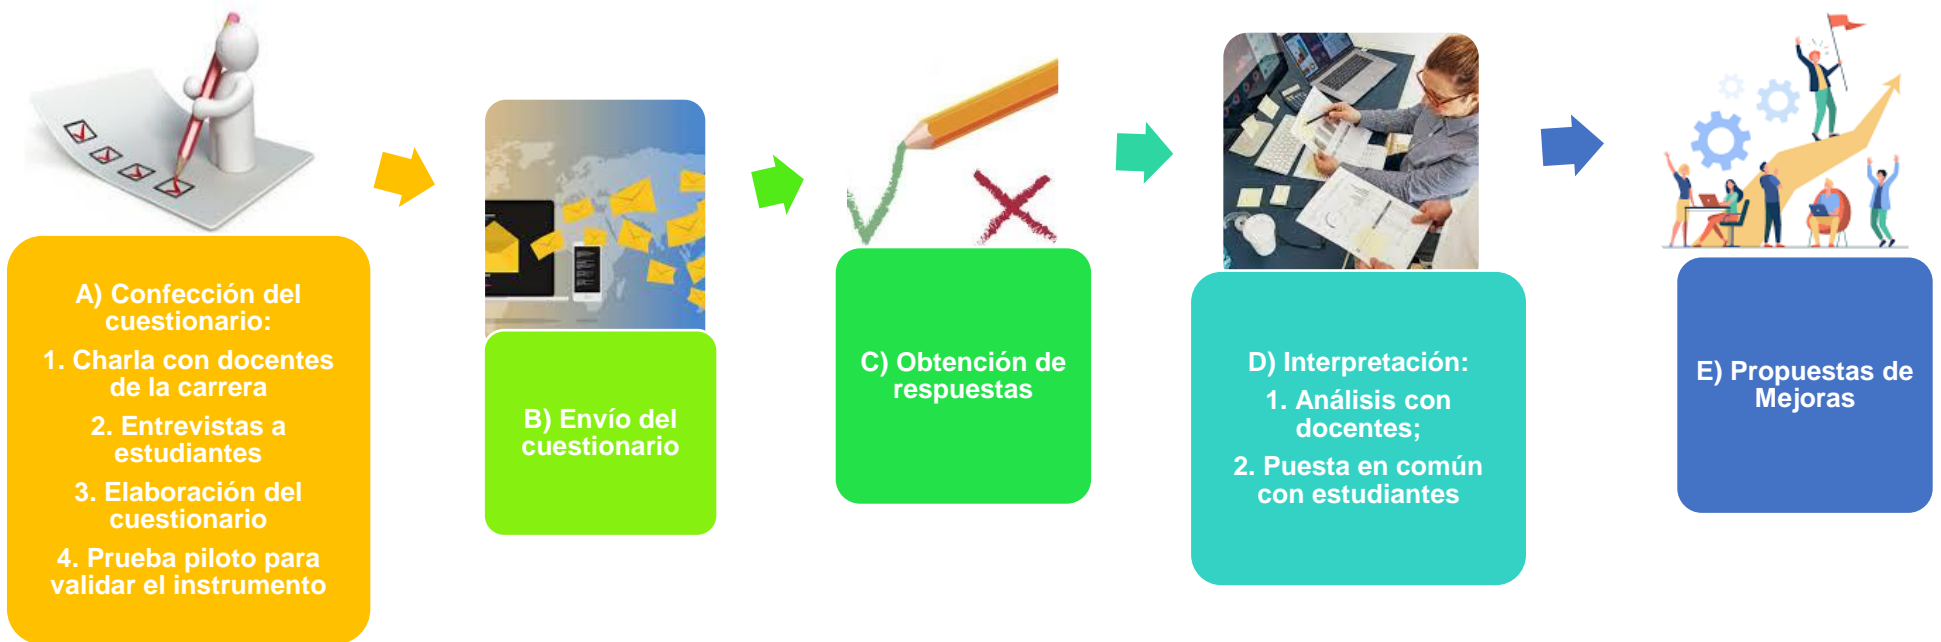 A) Confección del
cuestionario:
1. Charla con docentes
de la carrera
2. Entrevistas a
estudiantes
3. Elaboración del
cuestionario
4. Prueba piloto para
validar el instrumento
B) Envío del
cuestionario
C) Obtención de
respuestas
D) Interpretación:
1. Análisis con
docentes;
2. Puesta en común
con estudiantes
E) Propuestas de
Mejoras